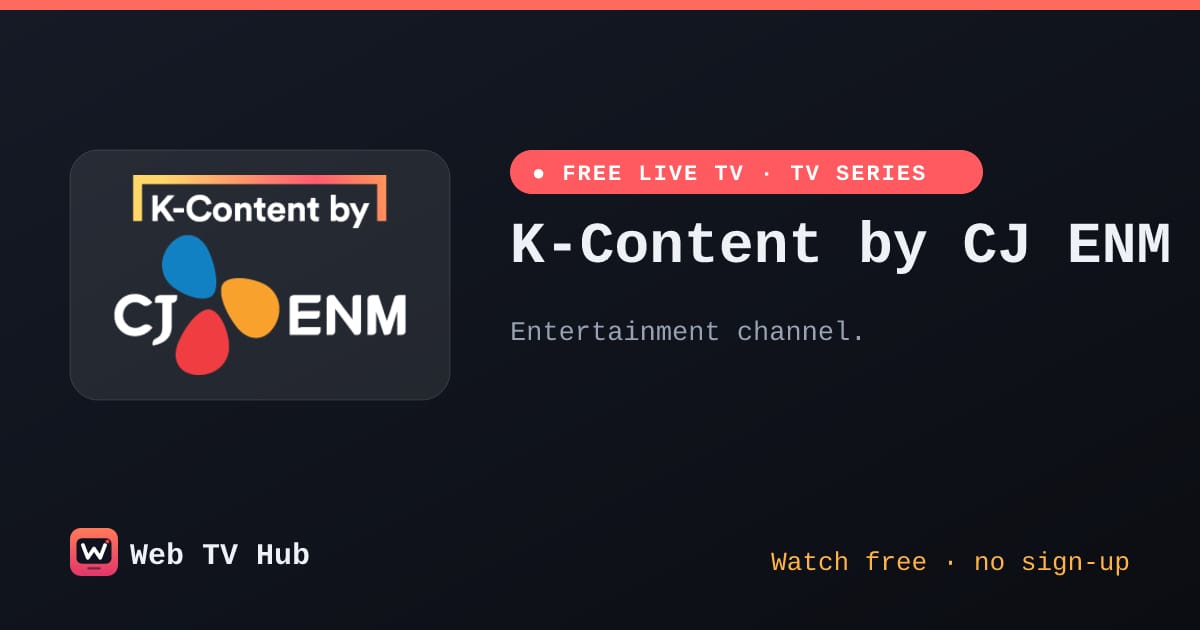 K-Content by
CJ ENM
● FREE LIVE TV · TV SERIES
K-Content by CJ ENM
Entertainment channel.
W
Web TV Hub
Watch free · no sign-up